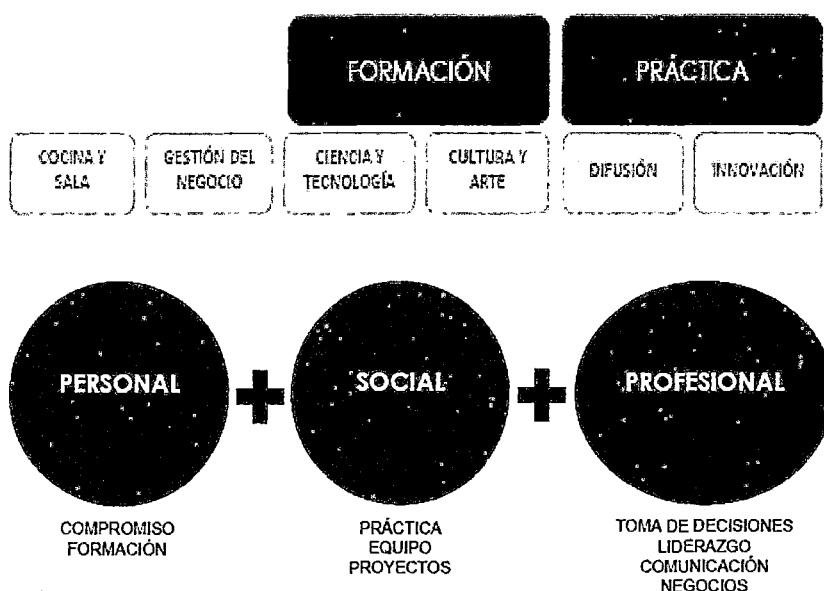 FORMACIÓN
PRÁCTICA
COCINA Y
SALA
GESTIÓN DEL
NEGOCIO
CIENCIA Y
TECNOLOGÍA
CULTURA Y
ARTE
DIFUSIÓN
INNOVACIÓN
PERSONAL
SOCIAL
PROFESIONAL
COMPROMISO
FORMACIÓN
PRÁCTICA
EQUIPO
PROYECTOS
TOMA DE DECISIONES
LIDERAZGO
COMUNICACIÓN
NEGOCIOS